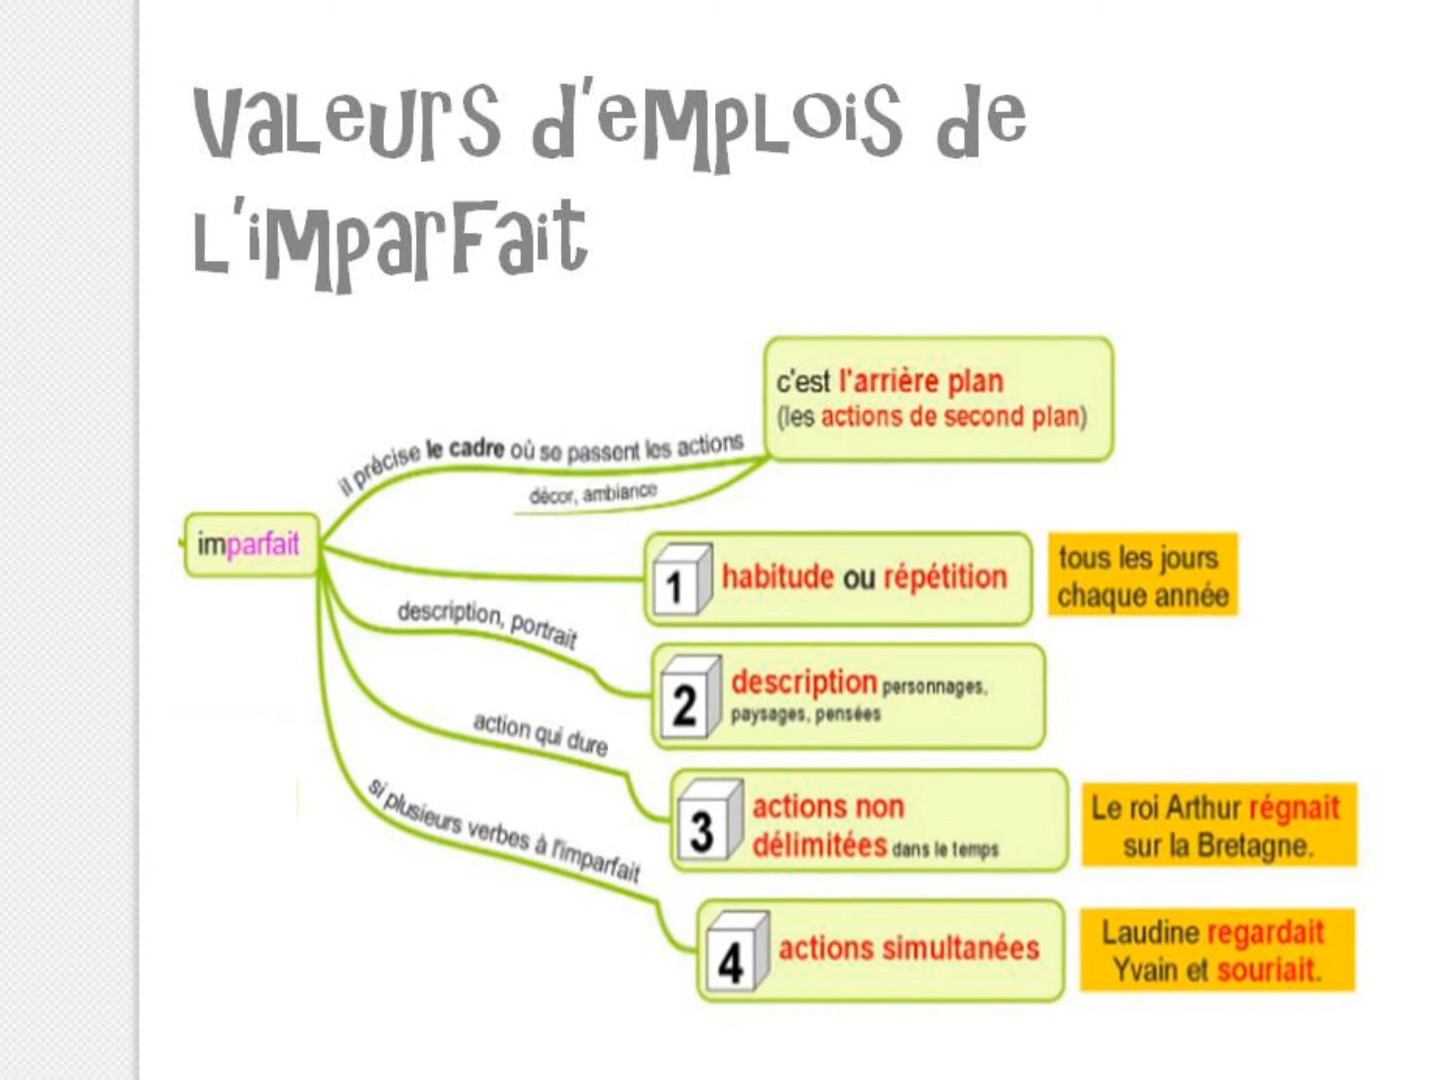 Valeurs d'emplois de
l'imparfait
c'est l'arrière plan
(les actions de second plan)
il précise le cadre où se passent les actions
décor, ambiance
imparfait
1
habitude ou répétition
tous les jours
chaque année
description, portrait
2
description personnages,
paysages, pensées
action qui dure
3
actions non
délimitées dans le temps
Le roi Arthur régnait
sur la Bretagne.
si plusieurs verbes à l'imparfait
4
actions simultanées
Laudine regardait
Yvain et souriait.